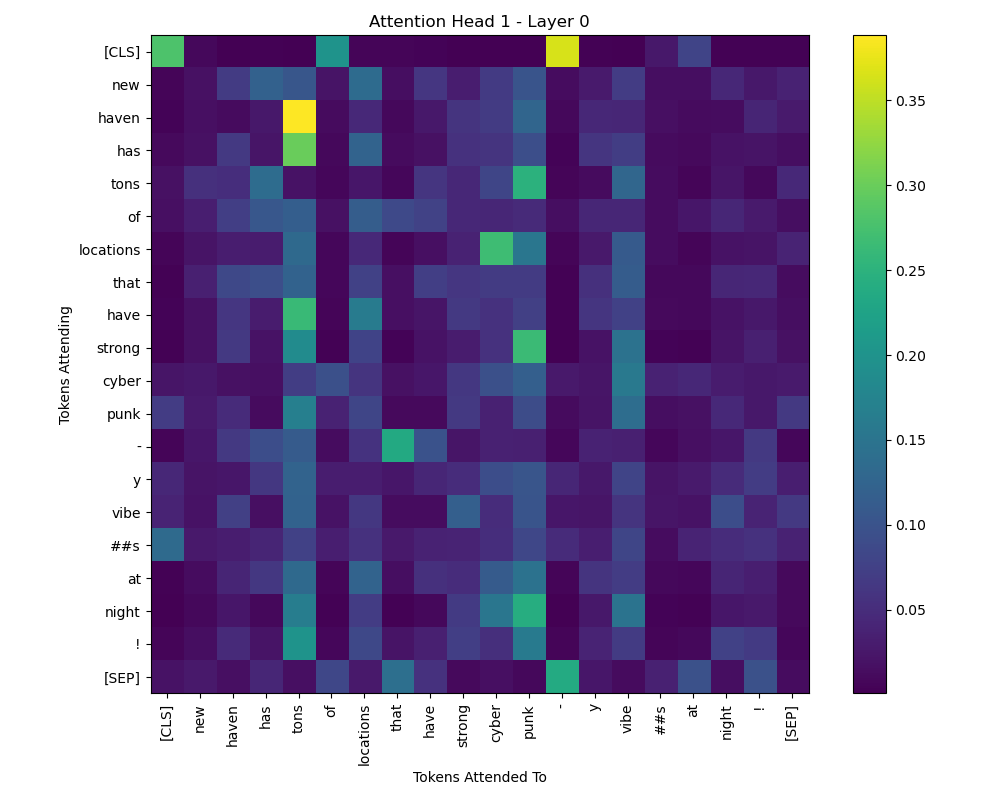 Attention Head 1 - Layer 0
[CLS]
new
haven
has
tons
of
locations
that
have
strong
cyber
punk
-
y
vibe
##s
at
night
!
[SEP]
Tokens Attending
[CLS]
new
haven
has
tons
of
locations
that
have
strong
cyber
punk
-
y
vibe
##s
at
night
!
[SEP]
Tokens Attended To
0.35
0.30
0.25
0.20
0.15
0.10
0.05